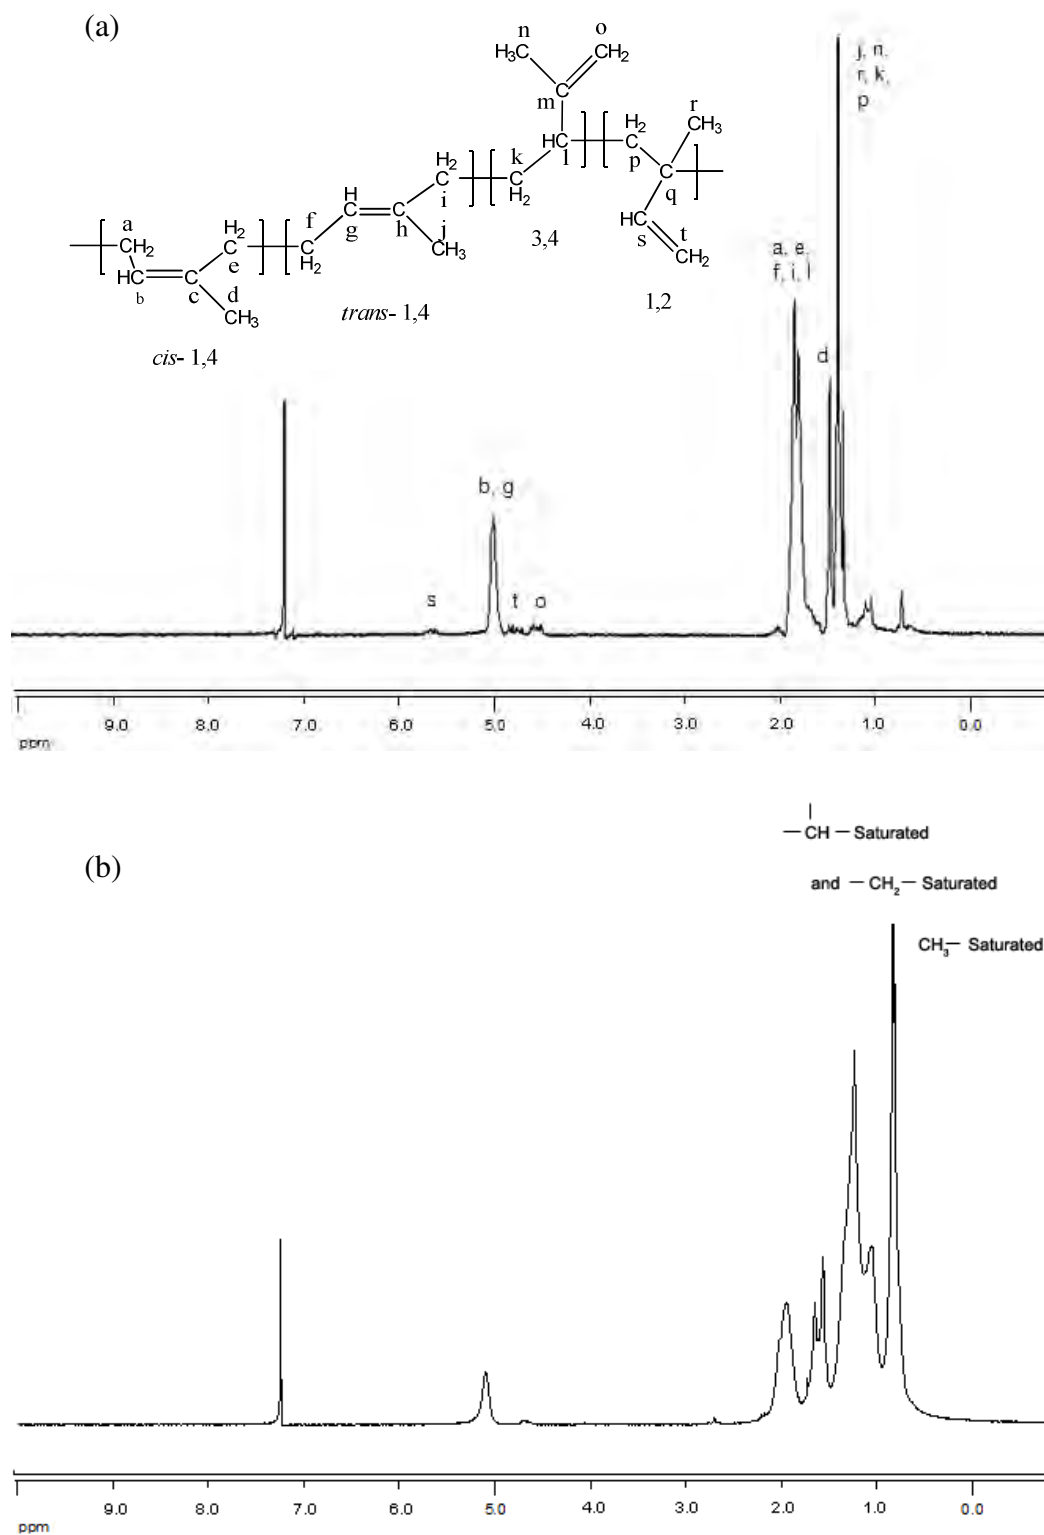 (a)
n
o
H₃C
CH₂
C
m
j, n,
r, k,
p
r
H₂
C
CH₃
HC
l
p
C
q
H₂
C
k
C
H₂
i
H
C
g
C
h
j
CH₃
HC
s
t
CH₂
3,4
1,2
a
CH₂
H₂
C
f
C
H₂
e
HC
b
C
c
d
CH₃
trans- 1,4
cis- 1,4
a, e,
f, i, l
d
b, g
s
t
o
9.0 8.0 7.0 6.0 5.0 4.0 3.0 2.0 1.0 0.0
ppm
(b)
CH — Saturated
and — CH₂ — Saturated
CH₃— Saturated
9.0 8.0 7.0 6.0 5.0 4.0 3.0 2.0 1.0 0.0
ppm